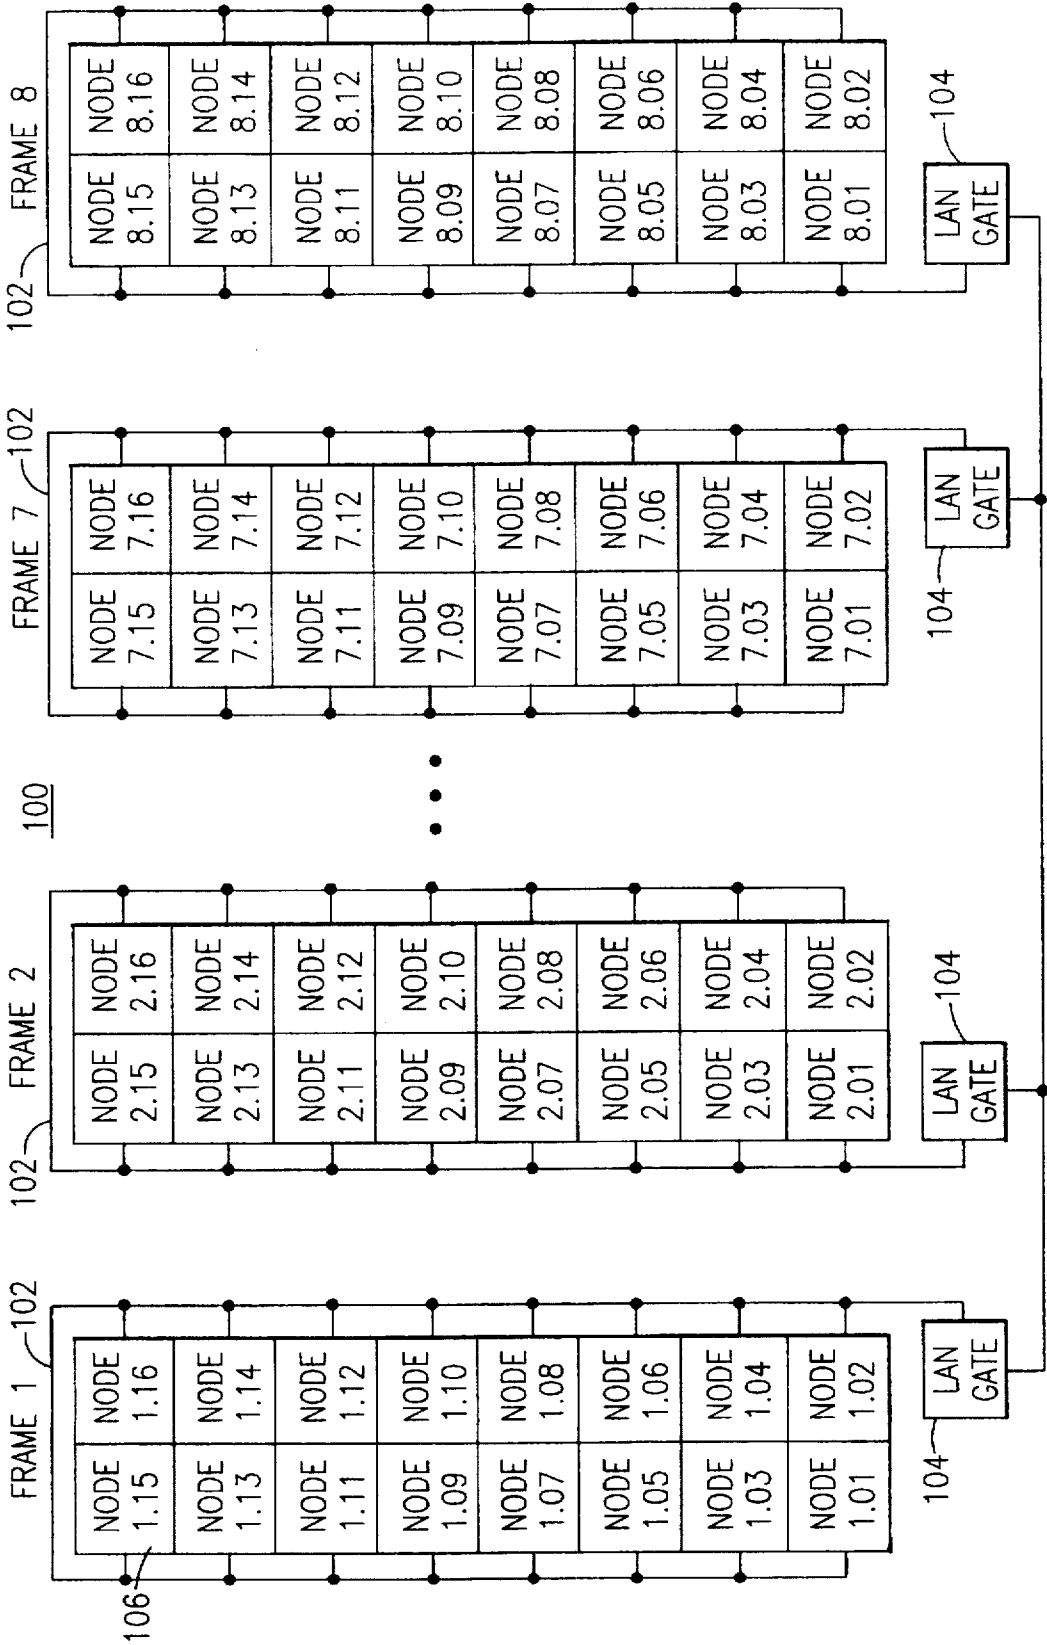 100
FRAME 1
102
NODE 1.15
NODE 1.16
NODE 1.13
NODE 1.14
NODE 1.11
NODE 1.12
NODE 1.09
NODE 1.10
NODE 1.07
NODE 1.08
NODE 1.05
NODE 1.06
NODE 1.03
NODE 1.04
NODE 1.01
NODE 1.02
106
LAN
GATE
104
102
FRAME 2
NODE 2.15
NODE 2.16
NODE 2.13
NODE 2.14
NODE 2.11
NODE 2.12
NODE 2.09
NODE 2.10
NODE 2.07
NODE 2.08
NODE 2.05
NODE 2.06
NODE 2.03
NODE 2.04
NODE 2.01
NODE 2.02
LAN
GATE
104
FRAME 7
102
NODE 7.15
NODE 7.16
NODE 7.13
NODE 7.14
NODE 7.11
NODE 7.12
NODE 7.09
NODE 7.10
NODE 7.07
NODE 7.08
NODE 7.05
NODE 7.06
NODE 7.03
NODE 7.04
NODE 7.01
NODE 7.02
LAN
GATE
104
102
FRAME 8
NODE 8.15
NODE 8.16
NODE 8.13
NODE 8.14
NODE 8.11
NODE 8.12
NODE 8.09
NODE 8.10
NODE 8.07
NODE 8.08
NODE 8.05
NODE 8.06
NODE 8.03
NODE 8.04
NODE 8.01
NODE 8.02
LAN
GATE
104